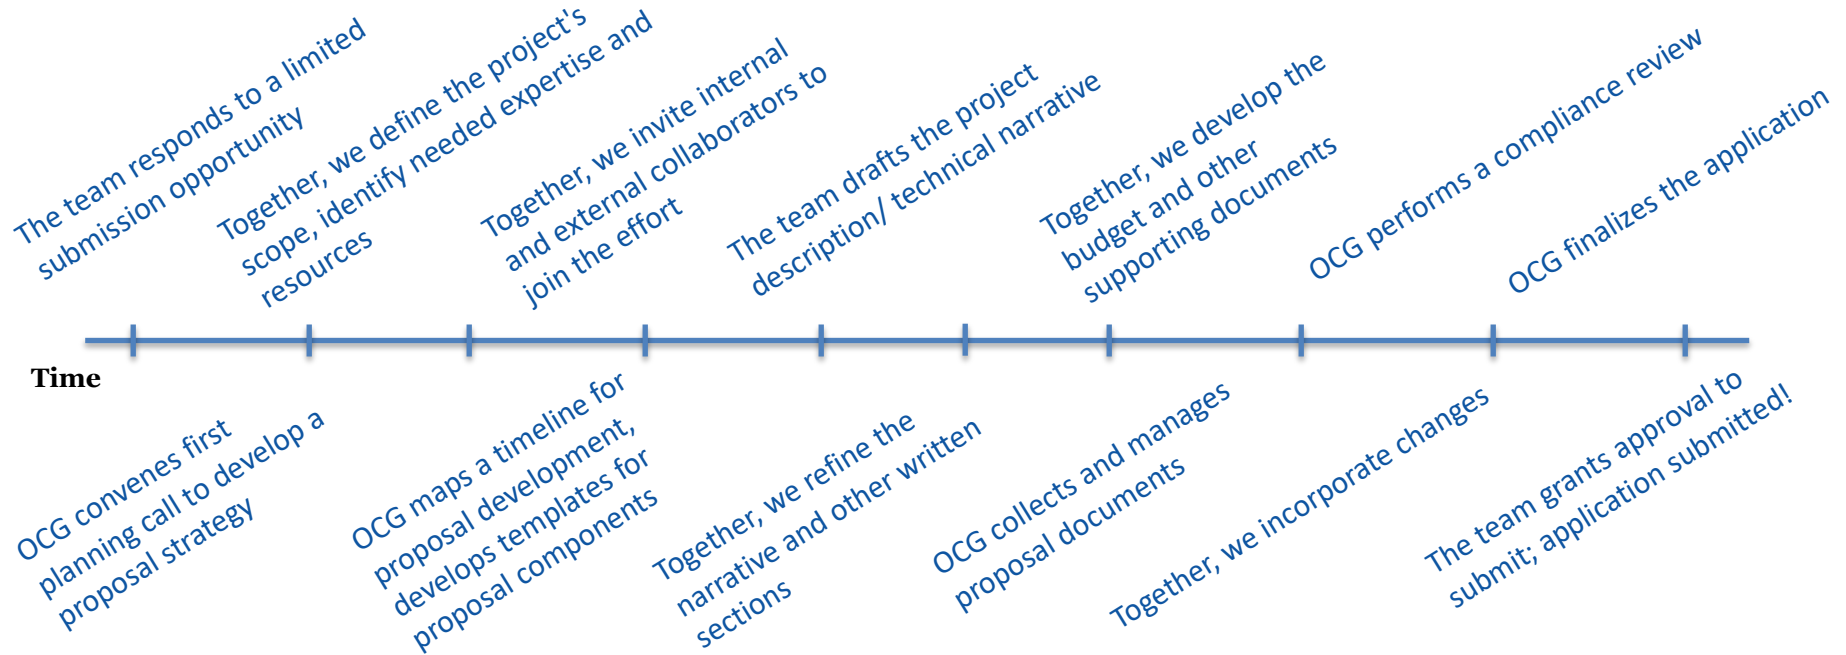 The team responds to a limited
submission opportunity
Together, we define the project's
scope, identify needed expertise and
resources
Together, we invite internal
and external collaborators to
join the effort
The team drafts the project
description/ technical narrative
Together, we develop the
budget and other
supporting documents
OCG performs a compliance review
OCG finalizes the application
Time
OCG convenes first
planning call to develop a
proposal strategy
OCG maps a timeline for
proposal development,
develops templates for
proposal components
Together, we refine the
narrative and other written
sections
OCG collects and manages
proposal documents
Together, we incorporate changes
The team grants approval to
submit; application submitted!